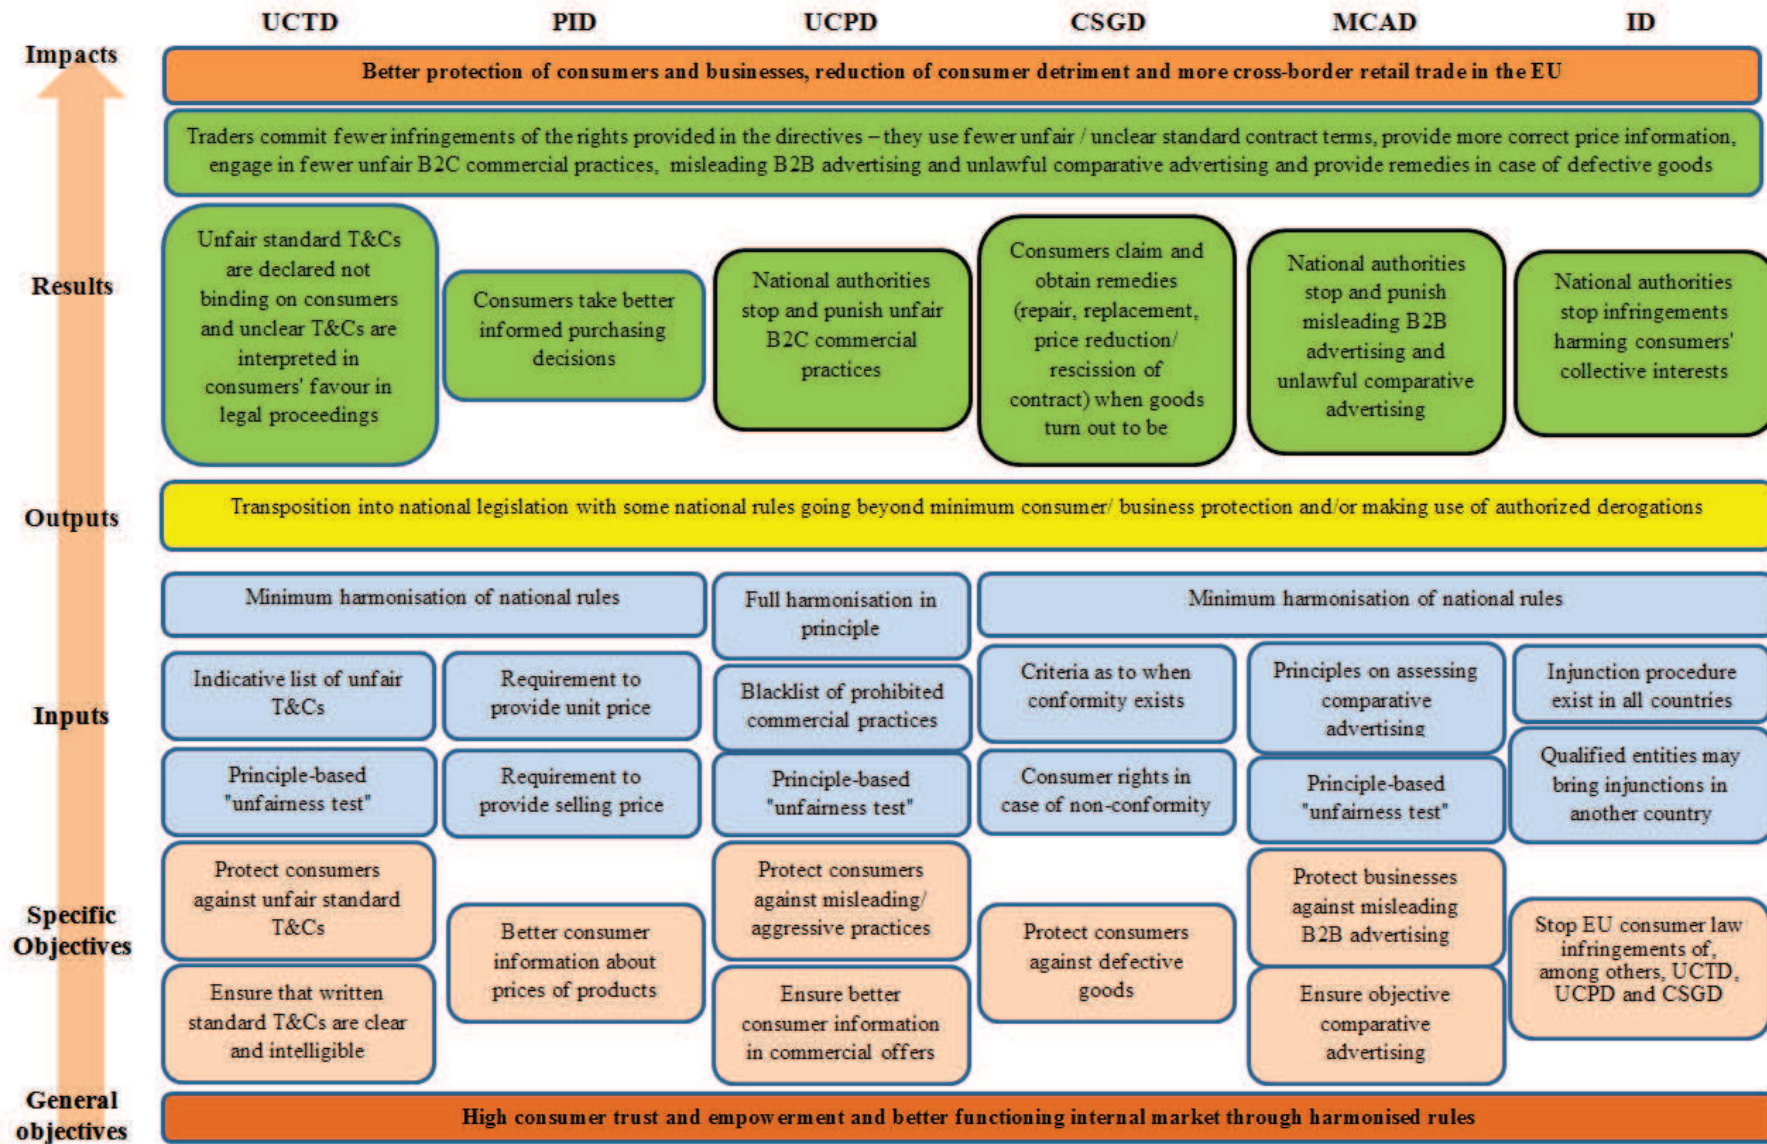 UCTD PID UCPD CSGD MCAD ID
Impacts
Better protection of consumers and businesses, reduction of consumer detriment and more cross-border retail trade in the EU
Traders commit fewer infringements of the rights provided in the directives – they use fewer unfair / unclear standard contract terms, provide more correct price information,
engage in fewer unfair B2C commercial practices, misleading B2B advertising and unlawful comparative advertising and provide remedies in case of defective goods
Results
Unfair standard T&Cs
are declared not
binding on consumers
and unclear T&Cs are
interpreted in
consumers' favour in
legal proceedings
Consumers take better
informed purchasing
decisions
National authorities
stop and punish unfair
B2C commercial
practices
Consumers claim and
obtain remedies
(repair, replacement,
price reduction/
rescission of
contract) when goods
turn out to be
National authorities
stop and punish
misleading B2B
advertising and
unlawful comparative
advertising
National authorities
stop infringements
harming consumers'
collective interests
Outputs
Transposition into national legislation with some national rules going beyond minimum consumer/ business protection and/or making use of authorized derogations
Inputs
Minimum harmonisation of national rules
Full harmonisation in
principle
Minimum harmonisation of national rules
Indicative list of unfair
T&Cs
Requirement to
provide unit price
Blacklist of prohibited
commercial practices
Criteria as to when
conformity exists
Principles on assessing
comparative
advertising
Injunction procedure
exist in all countries
Principle-based
"unfairness test"
Requirement to
provide selling price
Principle-based
"unfairness test"
Consumer rights in
case of non-conformity
Principle-based
"unfairness test"
Qualified entities may
bring injunctions in
another country
Specific
Objectives
Protect consumers
against unfair standard
T&Cs
Better consumer
information about
prices of products
Protect consumers
against misleading/
aggressive practices
Protect consumers
against defective
goods
Protect businesses
against misleading
B2B advertising
Stop EU consumer law
infringements of,
among others, UCTD,
UCPD and CSGD
Ensure that written
standard T&Cs are clear
and intelligible
Ensure better
consumer information
in commercial offers
Ensure objective
comparative
advertising
General
objectives
High consumer trust and empowerment and better functioning internal market through harmonised rules